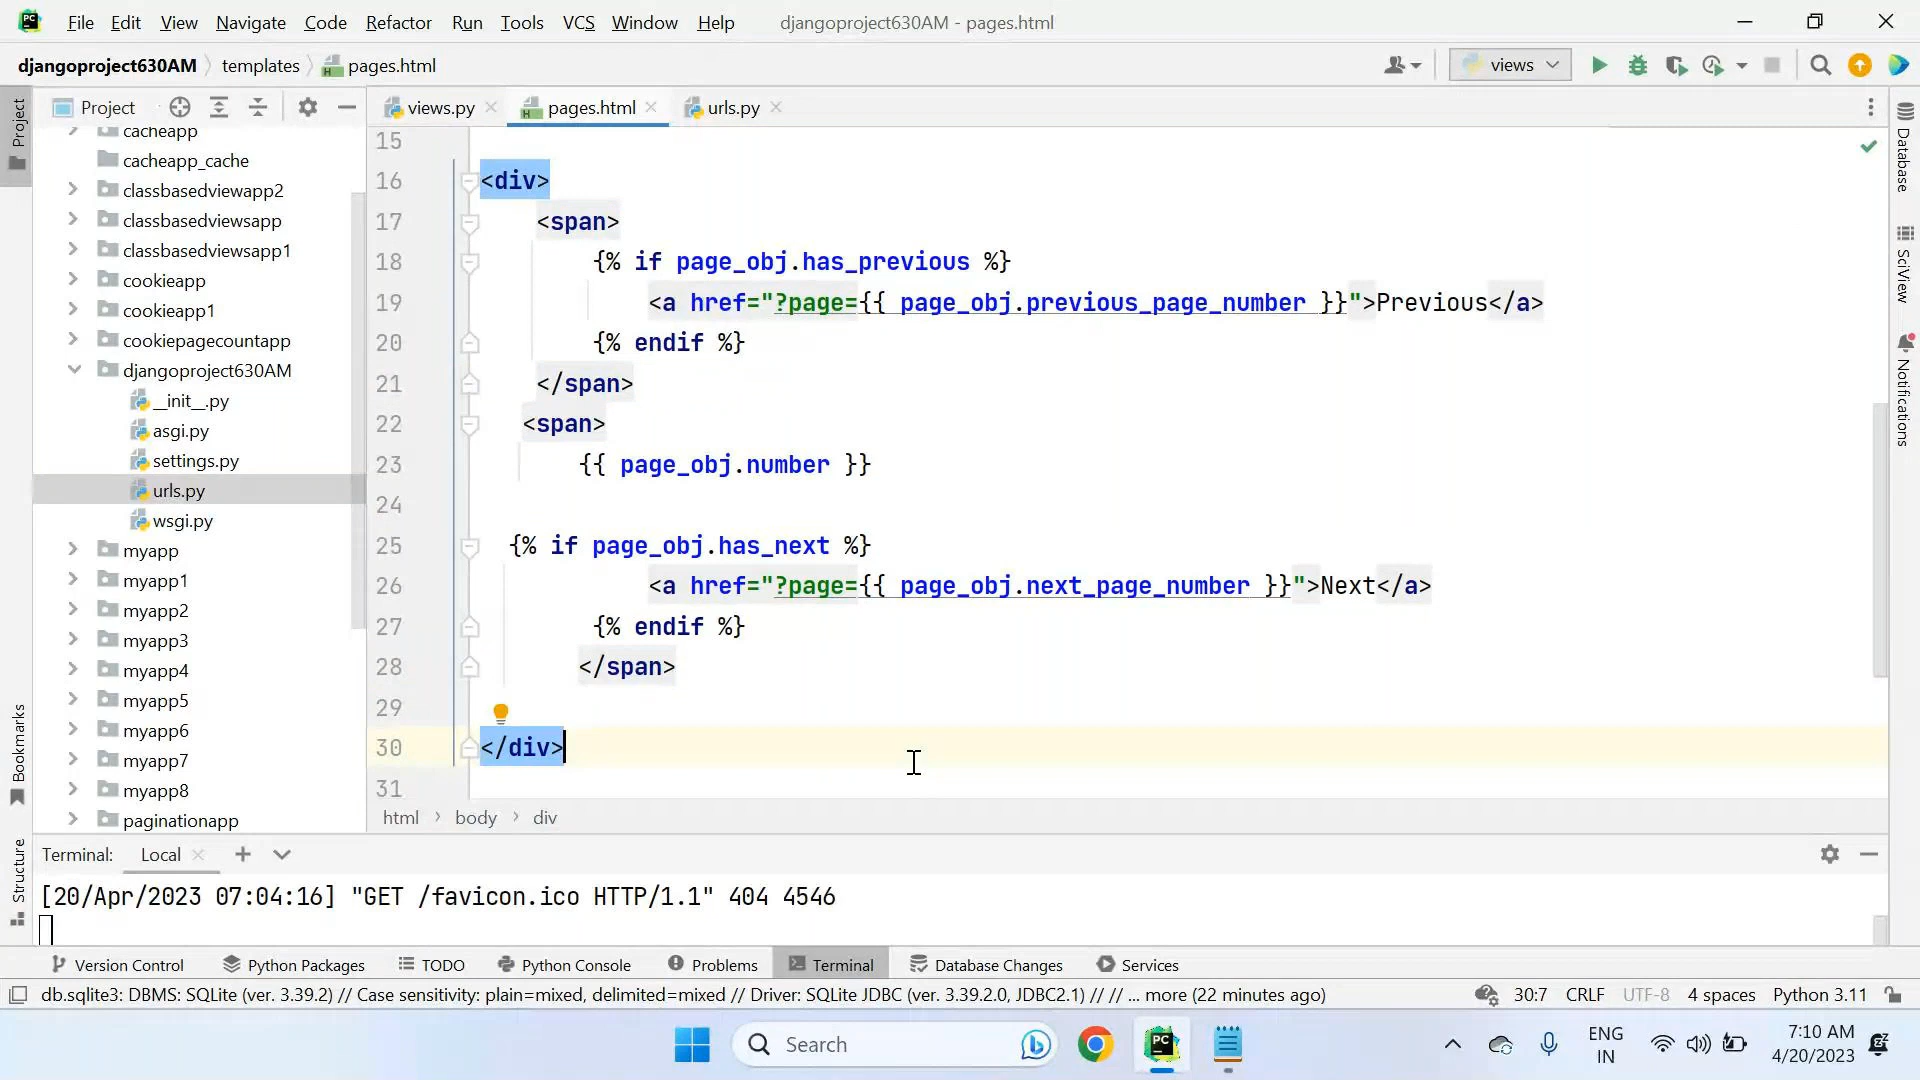 PC File Edit View Navigate Code Refactor Run Tools VCS Window Help djangoproject630AM - pages.html
djangoproject630AM templates pages.html views
Project views.py pages.html urls.py
Project
cacheapp
cacheapp_cache
classbasedviewapp2
classbasedviewsapp
classbasedviewsapp1
cookieapp
cookieapp1
cookiepagecountapp
djangoproject630AM
__init__.py
asgi.py
settings.py
urls.py
wsgi.py
myapp
myapp1
myapp2
myapp3
myapp4
myapp5
myapp6
myapp7
myapp8
paginationapp
Bookmarks
Structure
15
16 <div>
17 <span>
18 {% if page_obj.has_previous %}
19 <a href="?page={{ page_obj.previous_page_number }}">Previous</a>
20 {% endif %}
21 </span>
22 <span>
23 {{ page_obj.number }}
24
25 {% if page_obj.has_next %}
26 <a href="?page={{ page_obj.next_page_number }}">Next</a>
27 {% endif %}
28 </span>
29
30 </div>
31
html body div
Database
SciView
Notifications
Terminal: Local
[20/Apr/2023 07:04:16] "GET /favicon.ico HTTP/1.1" 404 4546
Version Control Python Packages TODO Python Console Problems Terminal Database Changes Services
db.sqlite3: DBMS: SQLite (ver. 3.39.2) // Case sensitivity: plain=mixed, delimited=mixed // Driver: SQLite JDBC (ver. 3.39.2.0, JDBC2.1) // // ... more (22 minutes ago) 30:7 CRLF UTF-8 4 spaces Python 3.11
Search PC ENG
IN
7:10 AM
4/20/2023